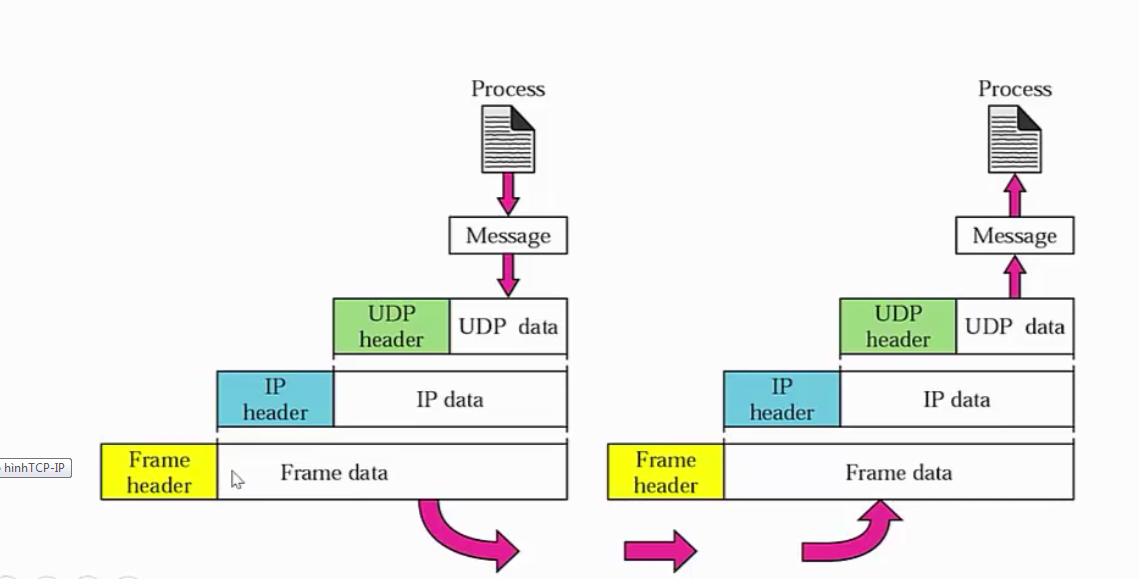 Process
Message
UDP
header
UDP data
IP
header
IP data
Frame
header
Frame data
Process
Message
UDP
header
UDP data
IP
header
IP data
Frame
header
Frame data
hinhTCP-IP